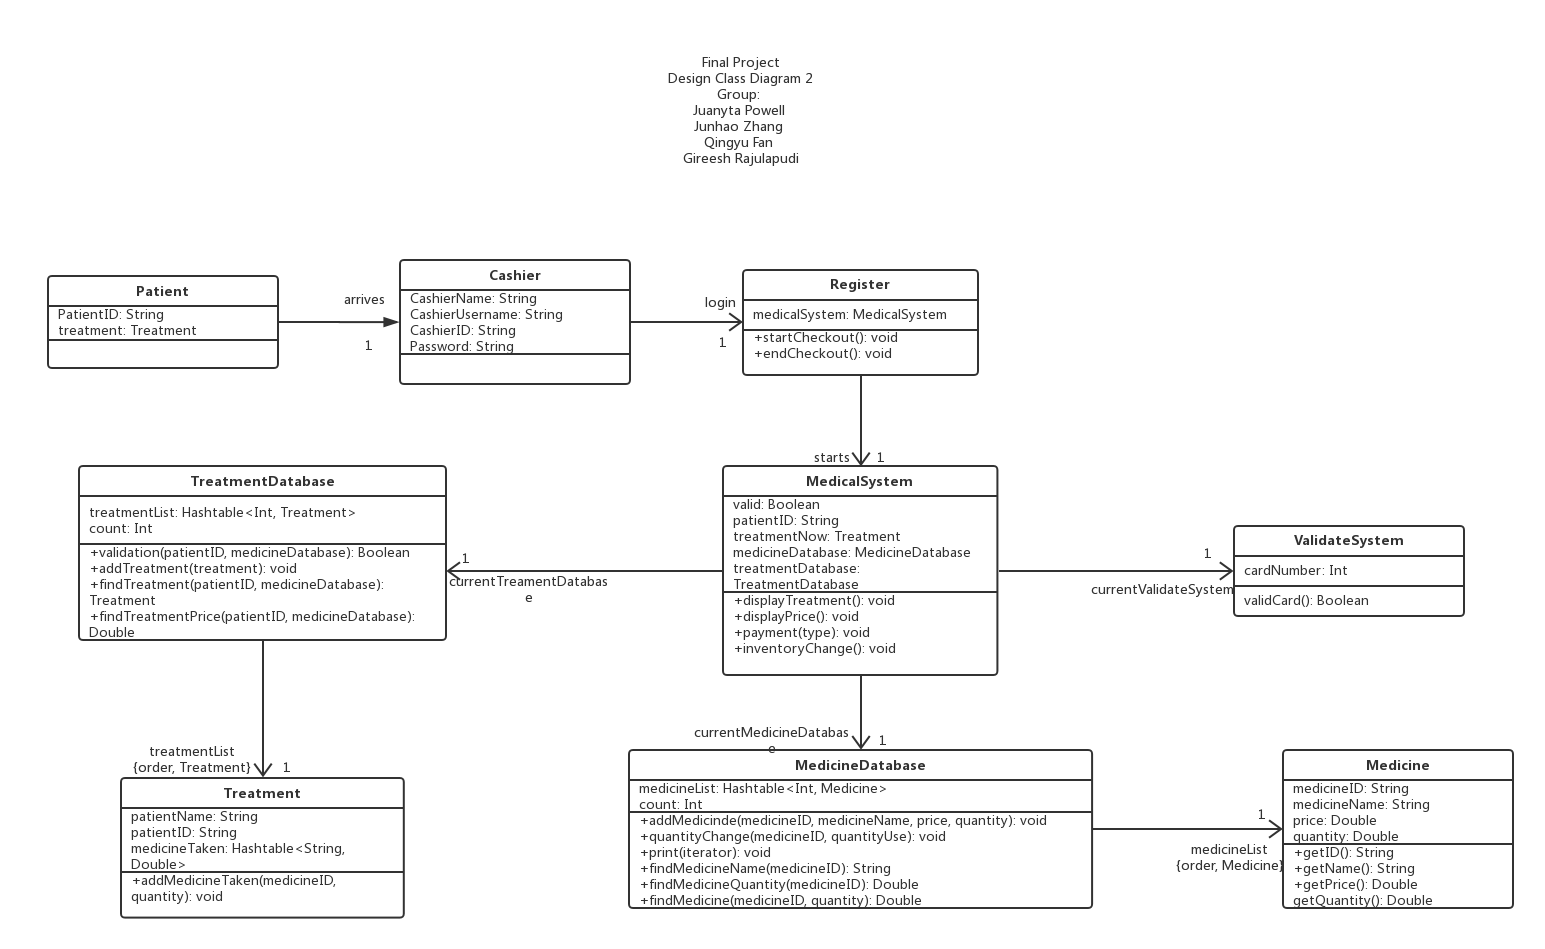 Final Project
Design Class Diagram 2
Group:
Juanyta Powell
Junhao Zhang
Qingyu Fan
Gireesh Rajulapudi
Patient
PatientID: String
treatment: Treatment
arrives
1
Cashier
CashierName: String
CashierUsername: String
CashierID: String
Password: String
login
1
Register
medicalSystem: MedicalSystem
+startCheckout(): void
+endCheckout(): void
starts
1
TreatmentDatabase
treatmentList: Hashtable<Int, Treatment>
count: Int
+validation(patientID, medicineDatabase): Boolean
+addTreatment(treatment): void
+findTreatment(patientID, medicineDatabase):
Treatment
+findTreatmentPrice(patientID, medicineDatabase):
Double
1
currentTreamentDatabas
e
MedicalSystem
valid: Boolean
patientID: String
treatmentNow: Treatment
medicineDatabase: MedicineDatabase
treatmentDatabase:
TreatmentDatabase
+displayTreatment(): void
+displayPrice(): void
+payment(type): void
+inventoryChange(): void
1
currentValidateSystem
ValidateSystem
cardNumber: Int
validCard(): Boolean
treatmentList
{order, Treatment}
1
Treatment
patientName: String
patientID: String
medicineTaken: Hashtable<String,
Double>
+addMedicineTaken(medicineID,
quantity): void
currentMedicineDatabas
e
1
MedicineDatabase
medicineList: Hashtable<Int, Medicine>
count: Int
+addMedicinde(medicineID, medicineName, price, quantity): void
+quantityChange(medicineID, quantityUse): void
+print(iterator): void
+findMedicineName(medicineID): String
+findMedicineQuantity(medicineID): Double
+findMedicine(medicineID, quantity): Double
1
medicineList
{order, Medicine}
Medicine
medicineID: String
medicineName: String
price: Double
quantity: Double
+getID(): String
+getName(): String
+getPrice(): Double
getQuantity(): Double